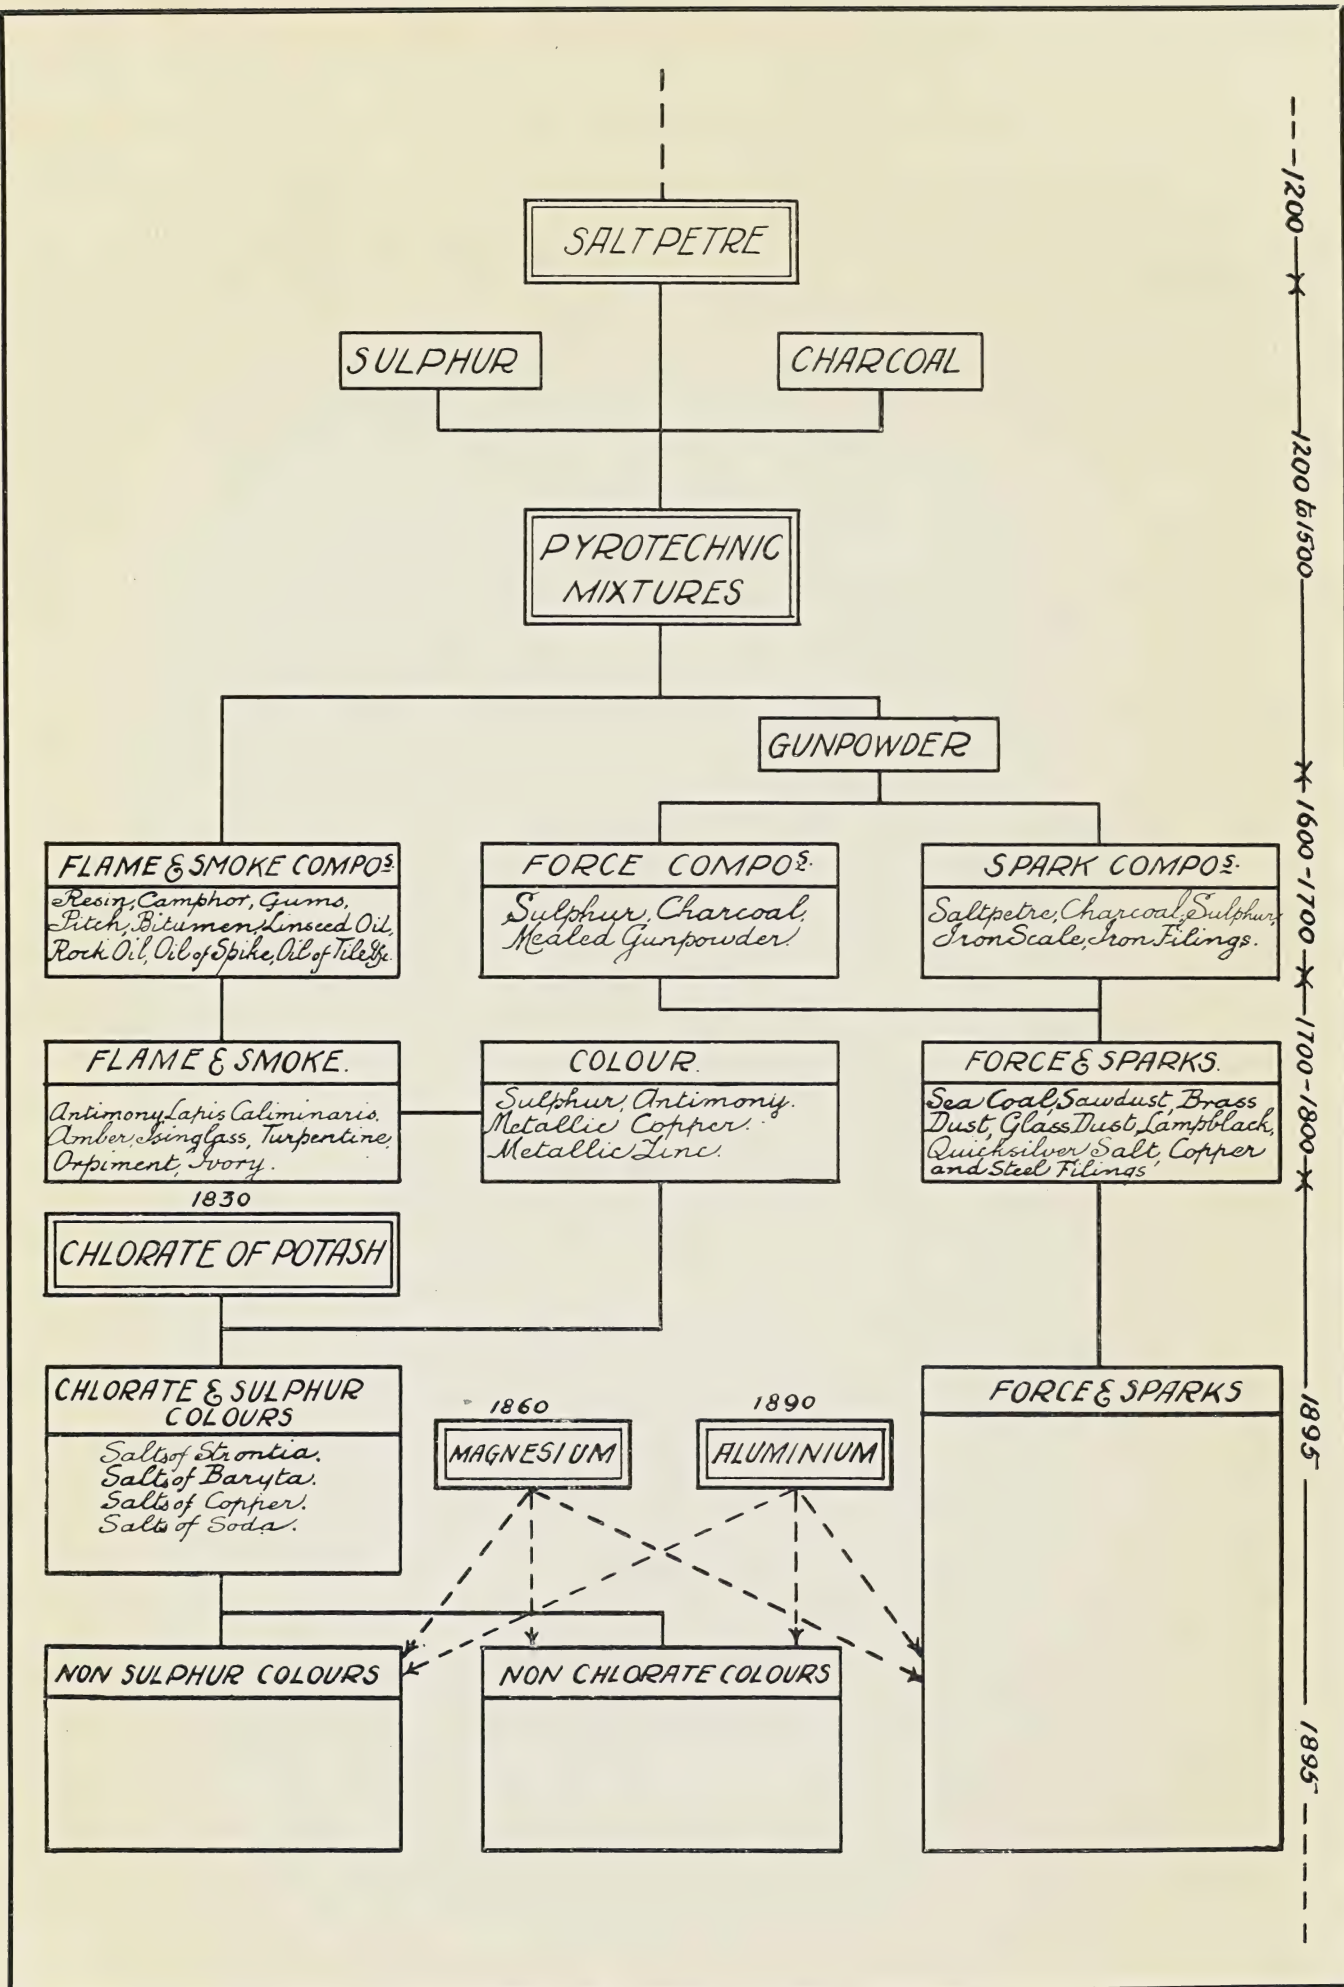 SALTPETRE
SULPHUR
CHARCOAL
PYROTECHNIC
MIXTURES
GUNPOWDER
FLAME & SMOKE COMPOS.
Resin, Camphor, Gums,
Pitch, Bitumen, Linseed Oil,
Rock Oil, Oil of Spike, Oil of Tile &c.
FORCE COMPOS.
Sulphur, Charcoal,
Mealed Gunpowder.
SPARK COMPOS.
Saltpetre, Charcoal, Sulphur,
Iron Scale, Iron Filings.
FLAME & SMOKE.
Antimony Lapis Caliminaris.
Amber, Isinglass, Turpentine,
Orpiment, Ivory.
COLOUR.
Sulphur, Antimony.
Metallic Copper.
Metallic Zinc.
FORCE & SPARKS.
Sea Coal, Sawdust, Brass
Dust, Glass Dust, Lampblack,
Quicksilver Salt, Copper
and Steel Filings
1830
CHLORATE OF POTASH
CHLORATE & SULPHUR
COLOURS
Salts of Strontia.
Salts of Baryta.
Salts of Copper.
Salts of Soda.
1860
MAGNESIUM
1890
ALUMINIUM
FORCE & SPARKS
NON SULPHUR COLOURS
NON CHLORATE COLOURS
1200
1200 to 1500
1600-1700
1700-1800
1895
1895